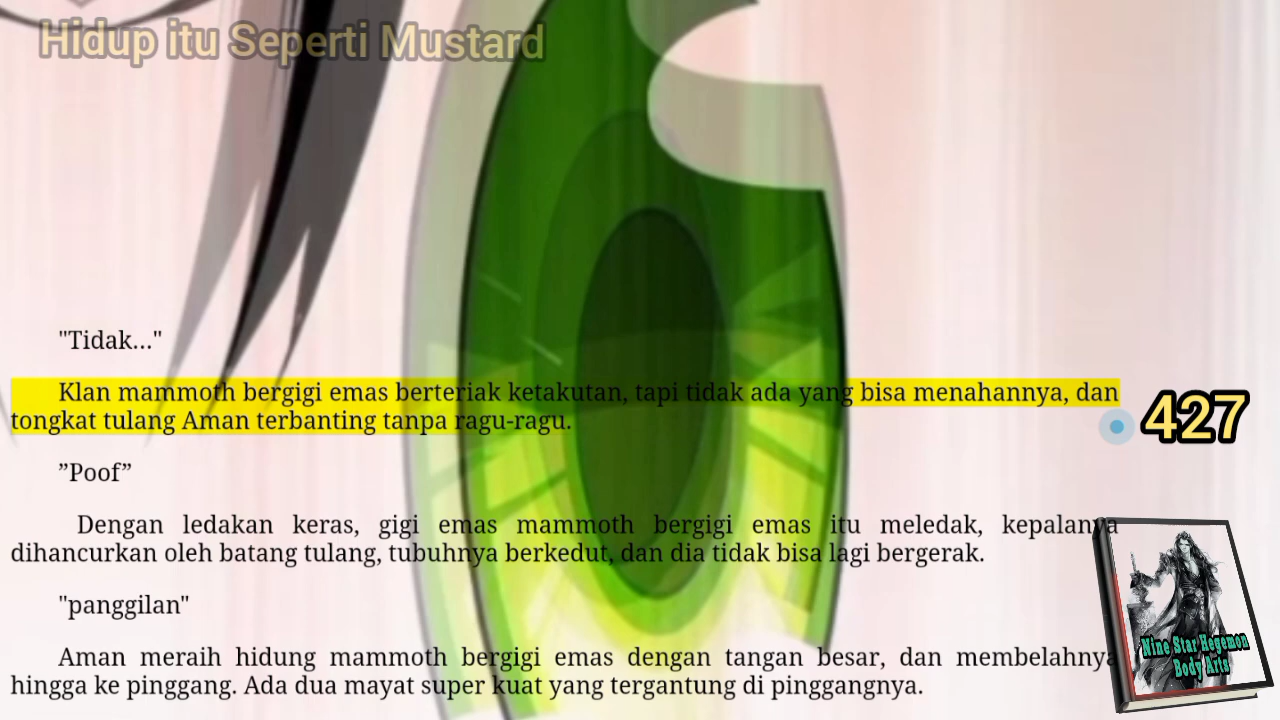 Hidup itu Seperti Mustard
"Tidak..."
Klan mammoth bergigi emas berteriak ketakutan, tapi tidak ada yang bisa menahannya, dan
tongkat tulang Aman terbanting tanpa ragu-ragu.
427
”Poof”
Dengan ledakan keras, gigi emas mammoth bergigi emas itu meledak, kepalanya
dihancurkan oleh batang tulang, tubuhnya berkedut, dan dia tidak bisa lagi bergerak.
"panggilan"
Aman meraih hidung mammoth bergigi emas dengan tangan besar, dan membelahnya
hingga ke pinggang. Ada dua mayat super kuat yang tergantung di pinggangnya.
Nine Star Hegemon
Body Arts